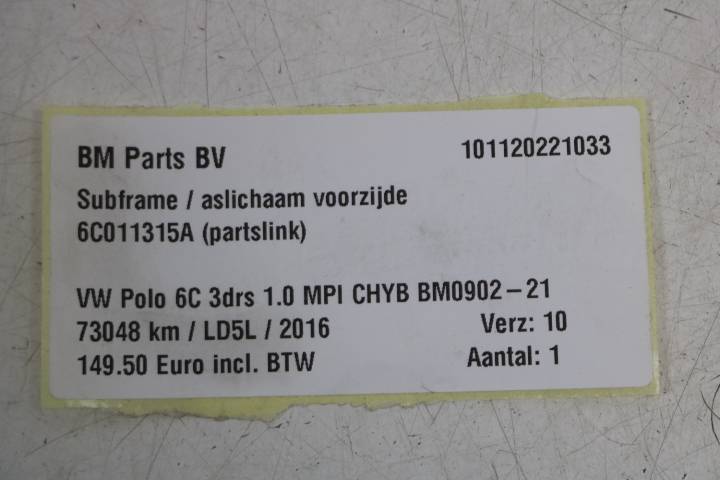 BM Parts BV 101120221033
Subframe / aslichaam voorzijde
6C011315A (partslink)
VW Polo 6C 3drs 1.0 MPI CHYB BM0902-21
73048 km / LD5L / 2016 Verz: 10
149.50 Euro incl. BTW Aantal: 1